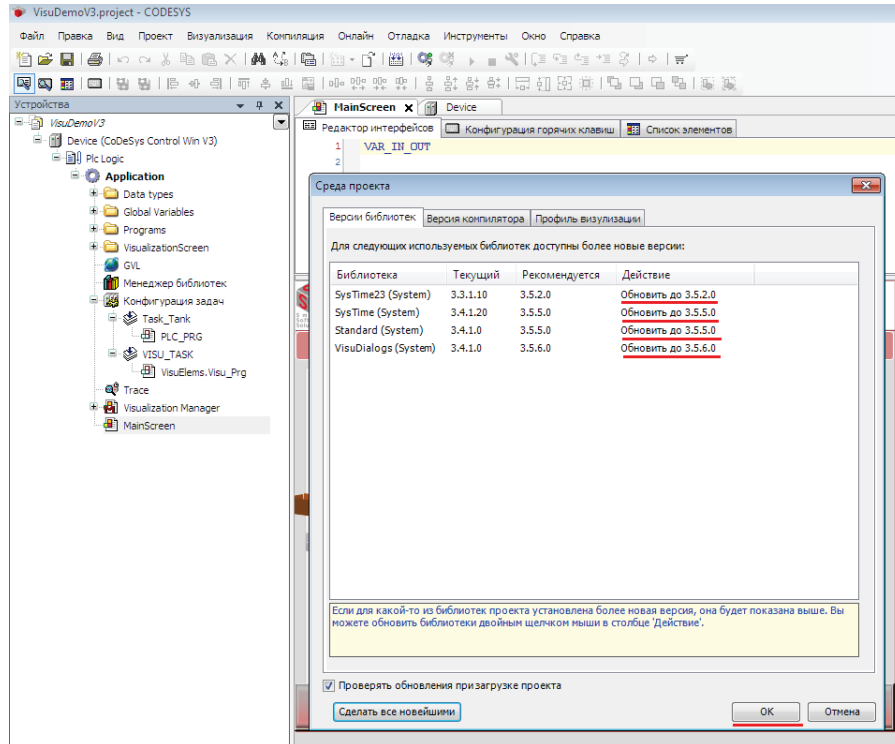 VisuDemoV3.project - CODESYS
Файл Правка Вид Проект Визуализация Компиляция Онлайн Отладка Инструменты Окно Справка
Устройства
VisuDemoV3
Device (CoDeSys Control Win V3)
Plc Logic
Application
Data types
Global Variables
Programs
VisualizationScreen
GVL
Менеджер библиотек
Конфигурация задач
Task_Tank
PLC_PRG
VISU_TASK
VisuElems.Visu_Prg
Trace
Visualization Manager
MainScreen
MainScreen Device
Редактор интерфейсов Конфигурация горячих клавиш Список элементов
1 VAR_IN_OUT
2
Среда проекта
Версии библиотек Версия компилятора Профиль визулизации
Для следующих используемых библиотек доступны более новые версии:
Библиотека Текущий Рекомендуется Действие
SysTime23 (System) 3.3.1.10 3.5.2.0 Обновить до 3.5.2.0
SysTime (System) 3.4.1.20 3.5.5.0 Обновить до 3.5.5.0
Standard (System) 3.4.1.0 3.5.5.0 Обновить до 3.5.5.0
VisuDialogs (System) 3.4.1.0 3.5.6.0 Обновить до 3.5.6.0
Если для какой-то из библиотек проекта установлена более новая версия, она будет показана выше. Вы
можете обновить библиотеки двойным щелчком мыши в столбце 'Действие'.
Проверять обновления при загрузке проекта
Сделать все новейшими OK Отмена